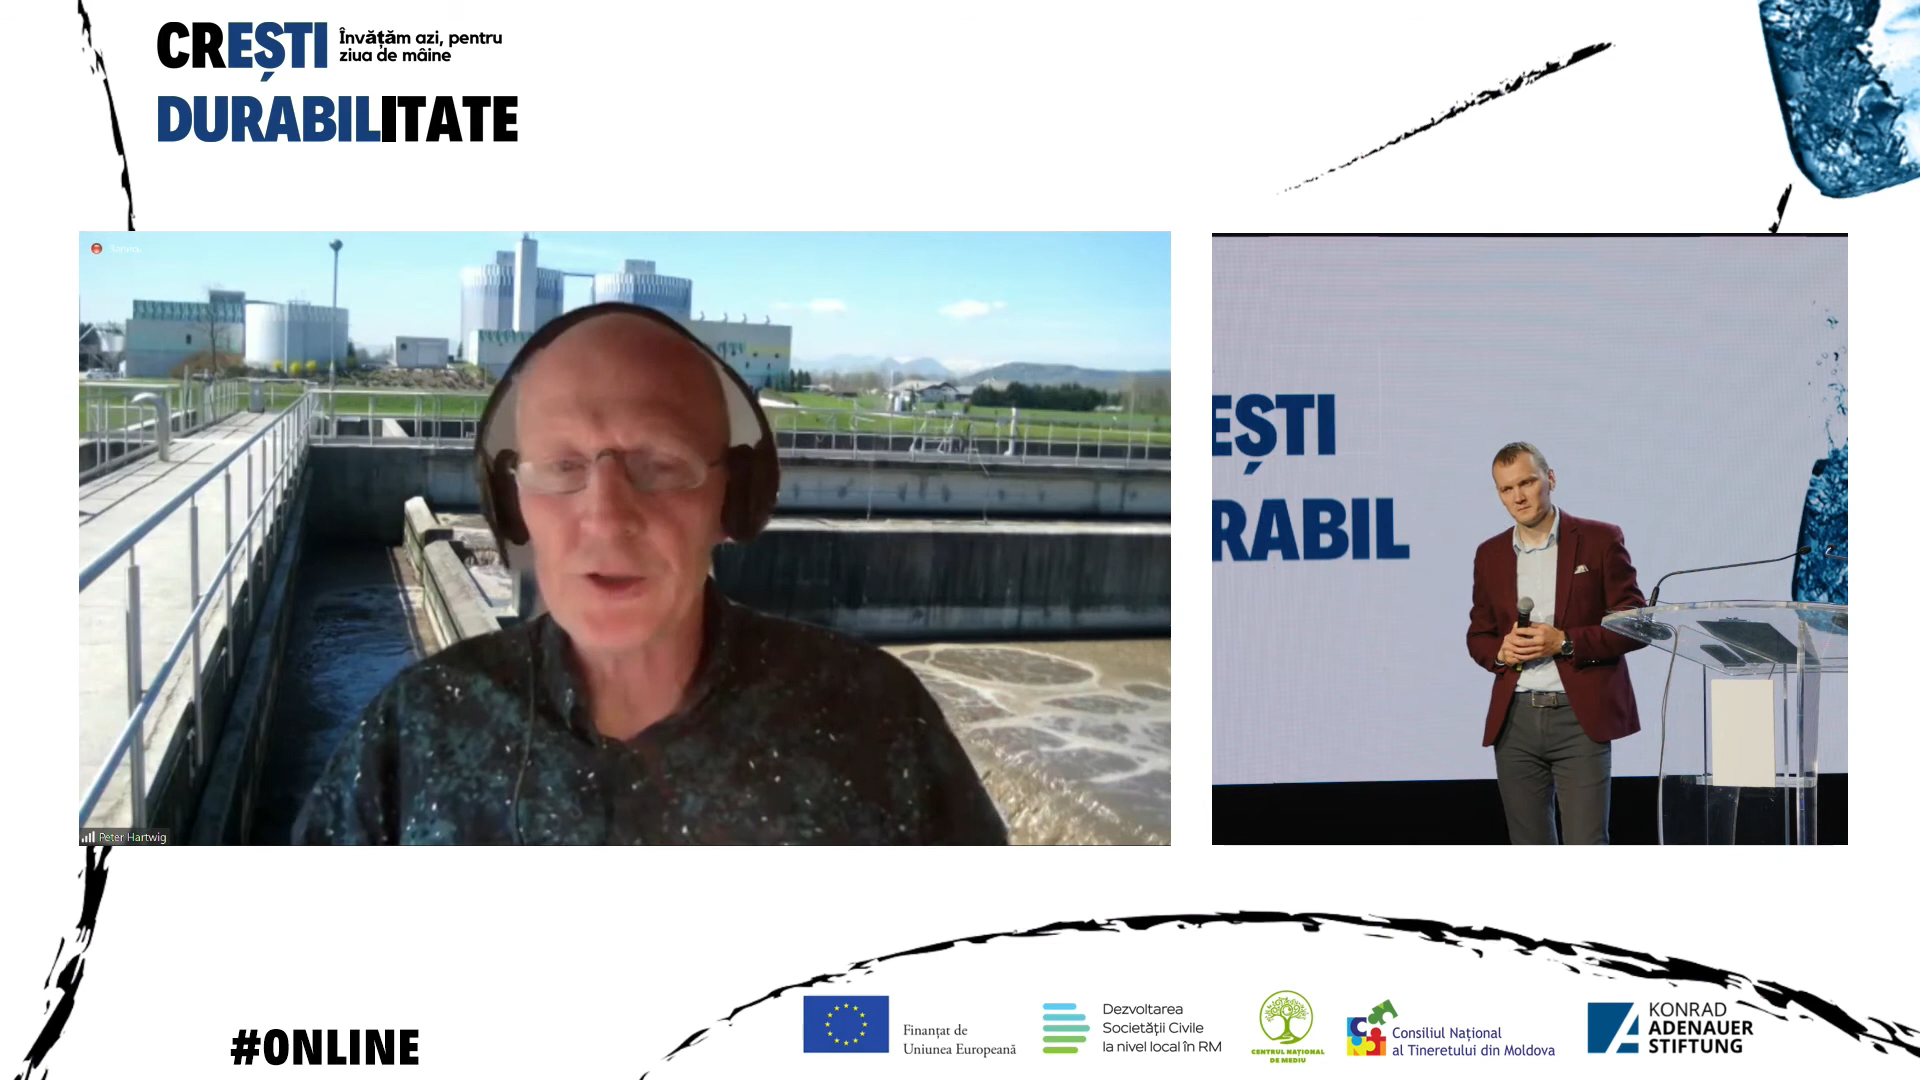 CREȘTI
Învățăm azi, pentru
ziua de mâine
DURABILITATE
EȘTI
RABIL
Peter Hartwig
#ONLINE
Finanțat de
Uniunea Europeană
Dezvoltarea
Societății Civile
la nivel local în RM
CENTRUL NAȚIONAL
DE MEDIU
Consiliul Național
al Tineretului din Moldova
KONRAD
ADENAUER
STIFTUNG